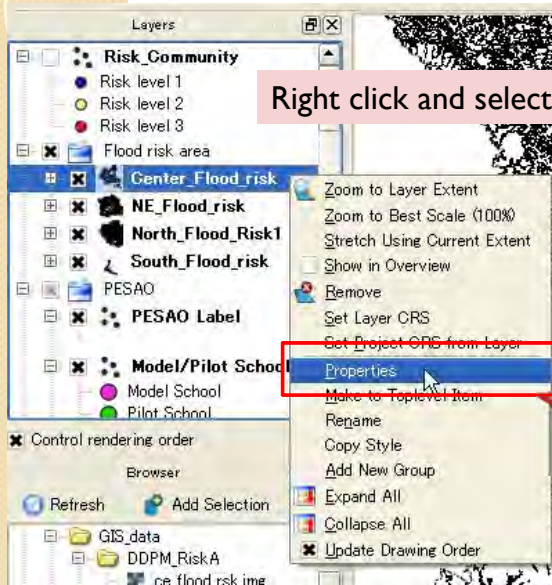 Layers
Risk_Community
Risk level 1
Risk level 2
Risk level 3
Right click and select
Flood risk area
Center_Flood_risk
NE_Flood_risk
North_Flood_Risk1
South_Flood_risk
PESAO
PESAO Label
Model/Pilot School
Model School
Pilot School
Control rendering order
Browser
Refresh
Add Selection
GIS_data
DDPM_RiskA
ce_flood_rsk.img
Zoom to Layer Extent
Zoom to Best Scale (100%)
Stretch Using Current Extent
Show in Overview
Remove
Set Layer CRS
Set Project CRS from Layer
Properties
Make to Toplevel Item
Rename
Copy Style
Add New Group
Expand All
Collapse All
Update Drawing Order